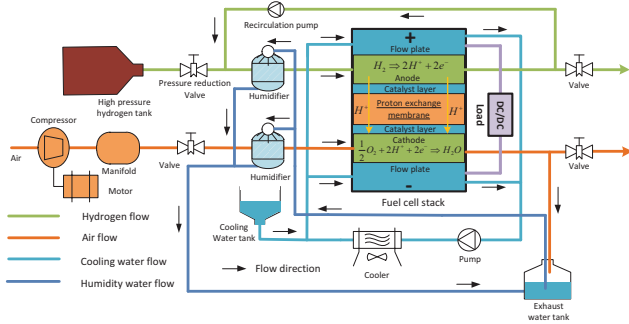 Recirculation pump
+
Flow plate
H₂ ⇒ 2H⁺ + 2e⁻
Anode
Catalyst layer
Proton exchange
membrane
H⁺
H⁺
Catalyst layer
Cathode
1/2 O₂ + 2H⁺ + 2e⁻ ⇒ H₂O
Flow plate
-
Fuel cell stack
DC/DC
Load
Pressure reduction
Valve
High pressure
hydrogen tank
Humidifier
Valve
Compressor
Air
Manifold
Motor
Valve
Humidifier
Valve
Cooling
Water tank
Cooler
Pump
Exhaust
water tank
Hydrogen flow
Air flow
Cooling water flow
Humidity water flow
Flow direction